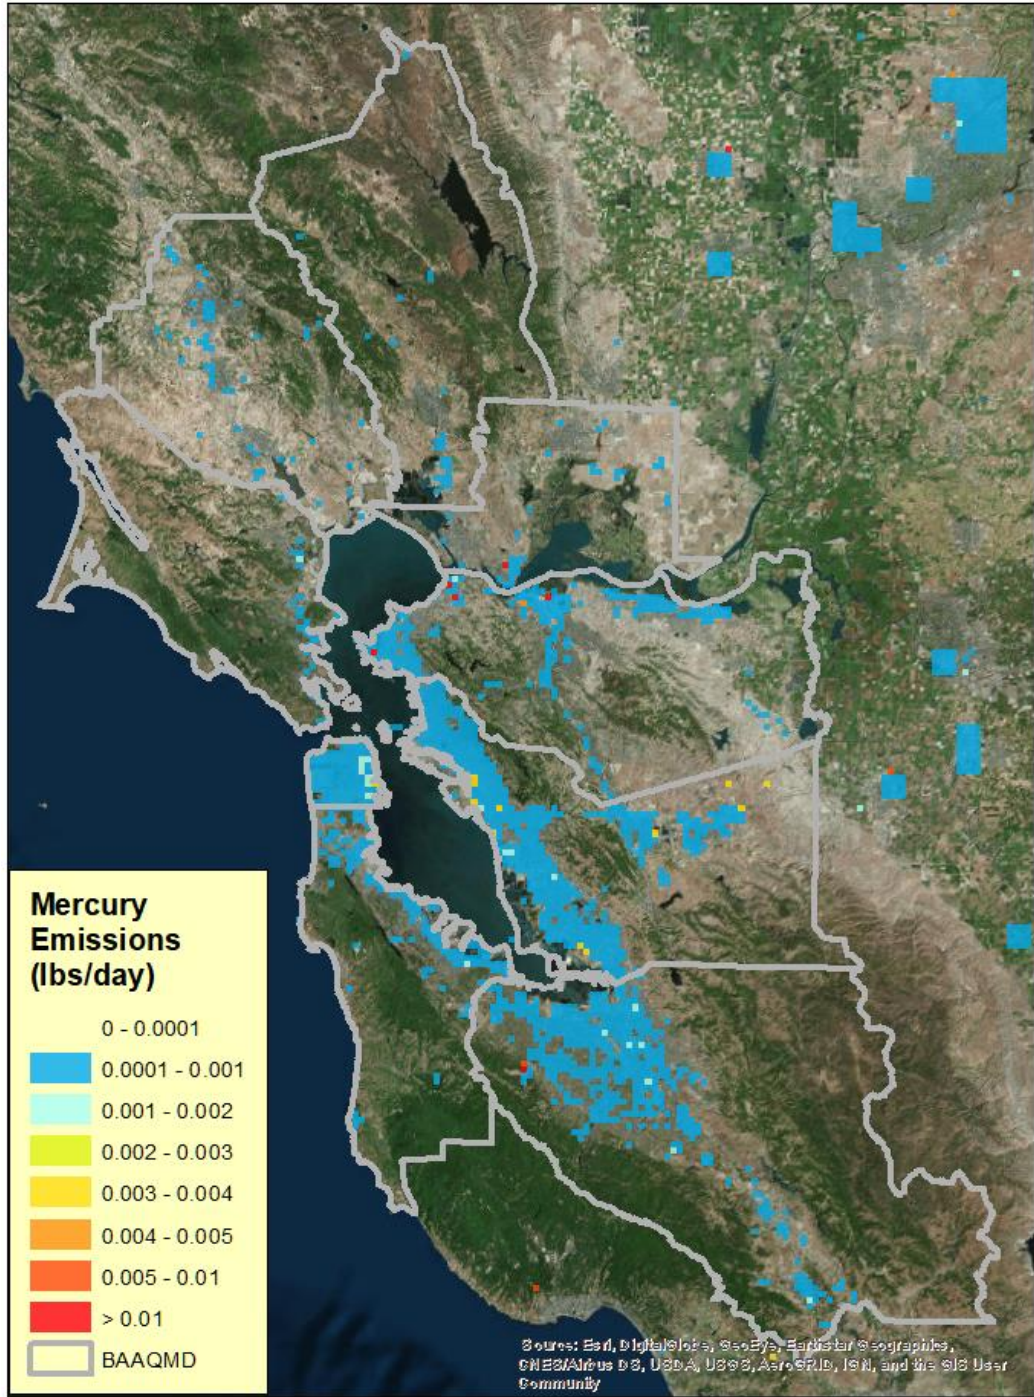 Mercury
Emissions
(lbs/day)
0 - 0.0001
0.0001 - 0.001
0.001 - 0.002
0.002 - 0.003
0.003 - 0.004
0.004 - 0.005
0.005 - 0.01
> 0.01
BAAQMD
Source: Esri, DigitalGlobe, GeoEye, Earthstar Geographics,
CNES/Airbus DS, USDA, USGS, AeroGRID, IGN, and the GIS User
Community